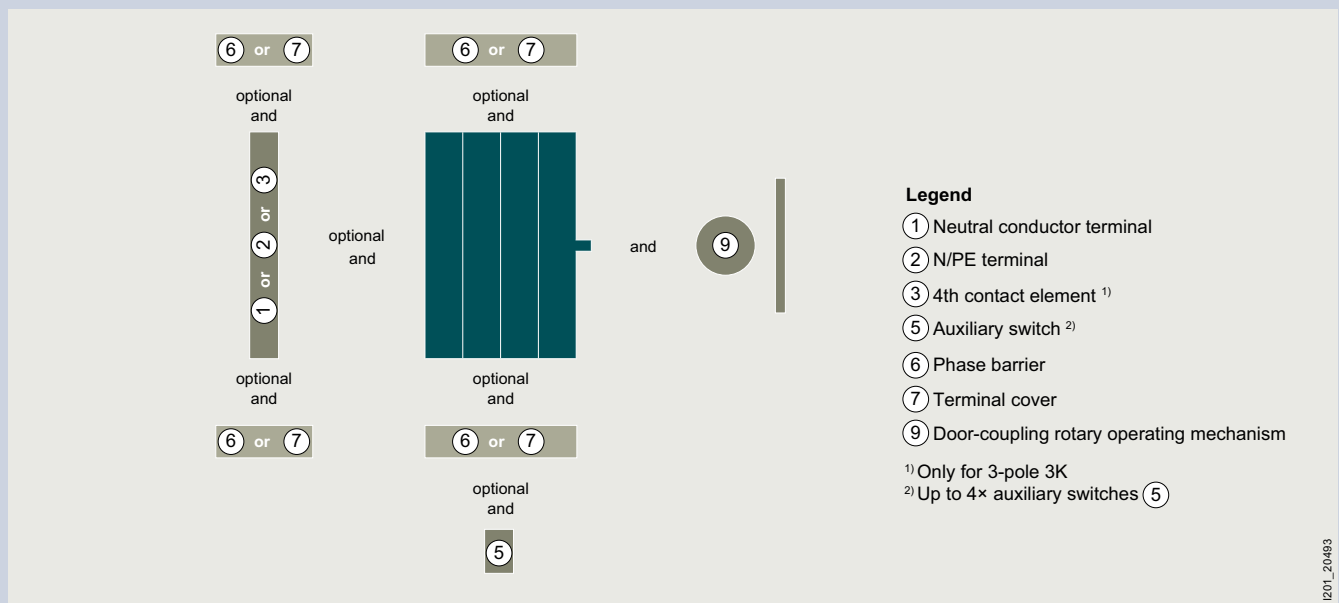 6 or 7
6 or 7
optional
and
optional
and
1 or 2 or 3
optional
and
and
9
optional
and
optional
and
6 or 7
6 or 7
optional
and
5
Legend
1 Neutral conductor terminal
2 N/PE terminal
3 4th contact element 1)
5 Auxiliary switch 2)
6 Phase barrier
7 Terminal cover
9 Door-coupling rotary operating mechanism
1) Only for 3-pole 3K
2) Up to 4× auxiliary switches 5
I201_20493